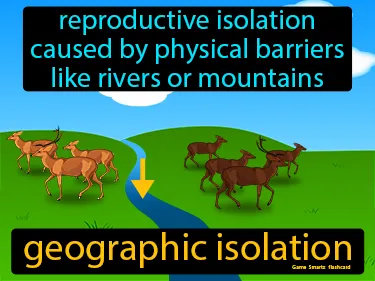 reproductive isolation
caused by physical barriers
like rivers or mountains
geographic isolation
Game Smartz flashcard